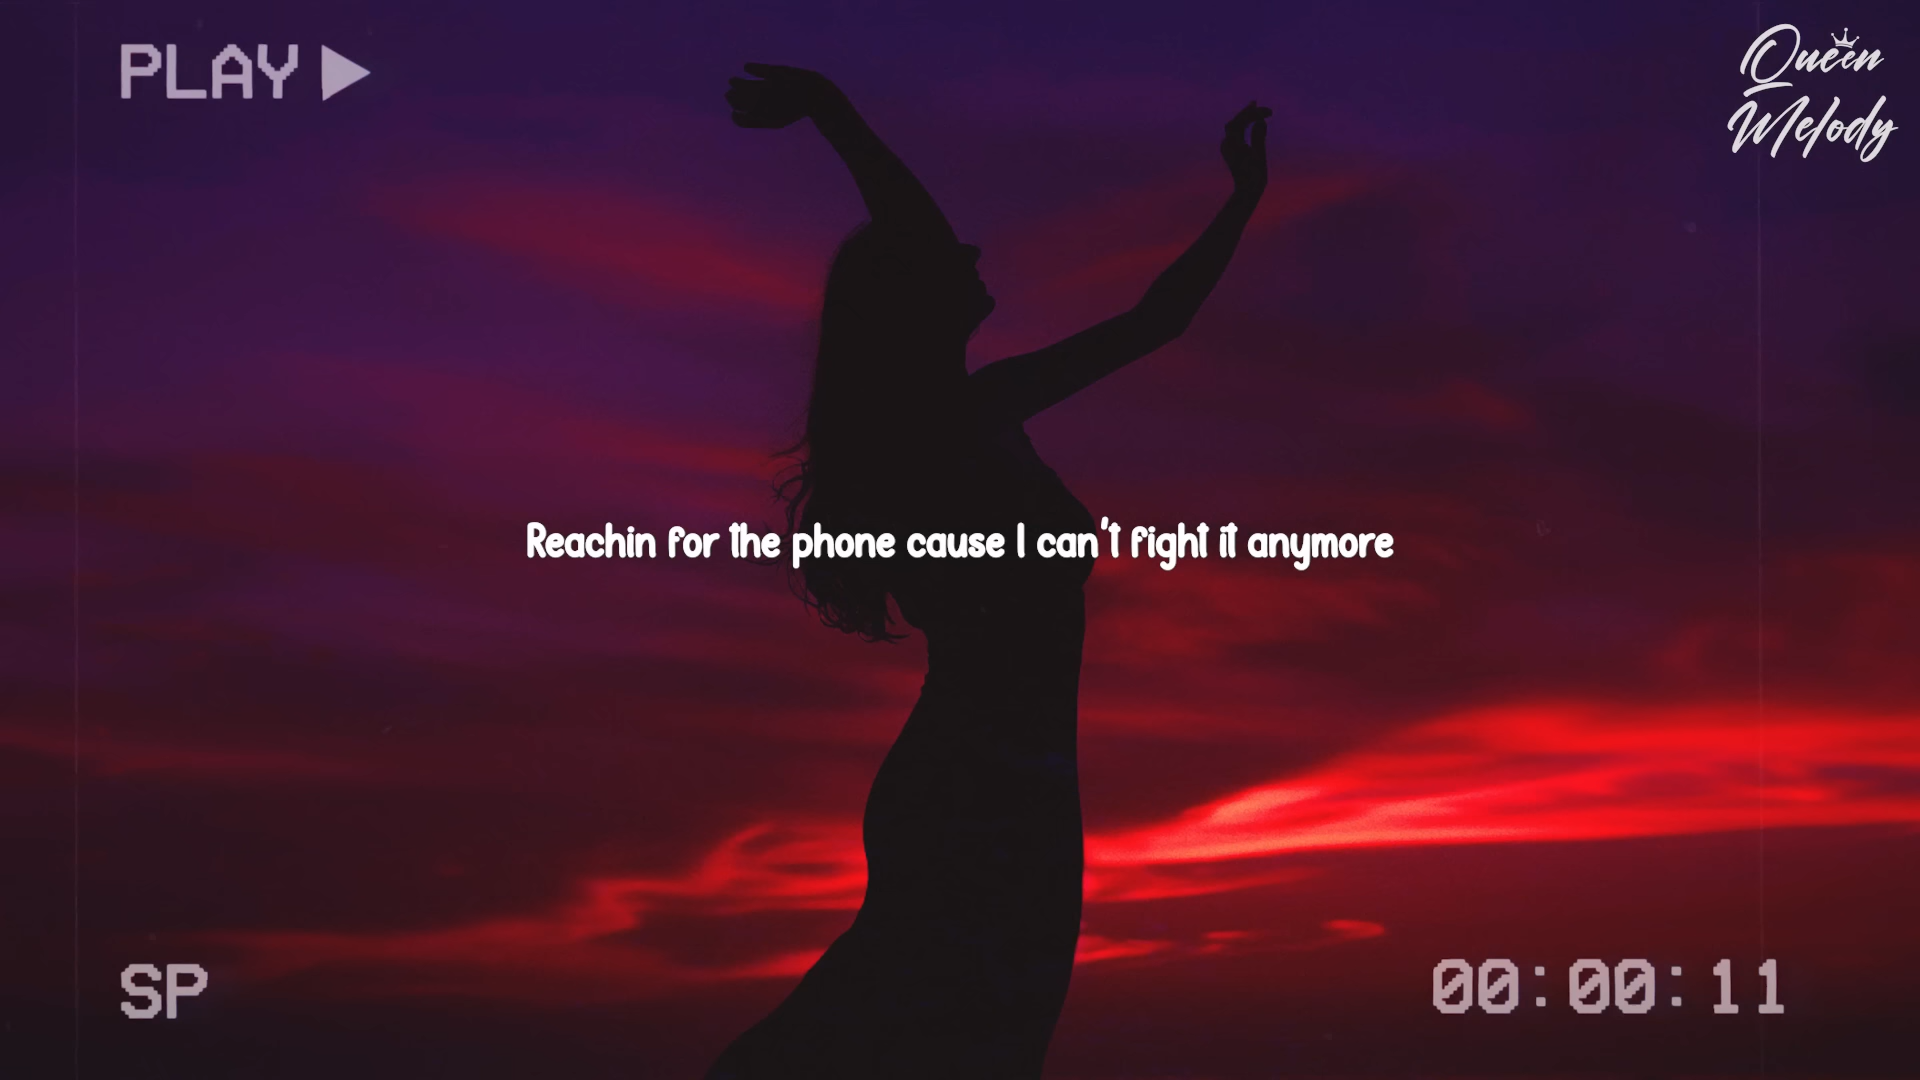 PLAY
Queen
Melody
Reachin for the phone cause I can't fight it anymore
SP
00:00:11